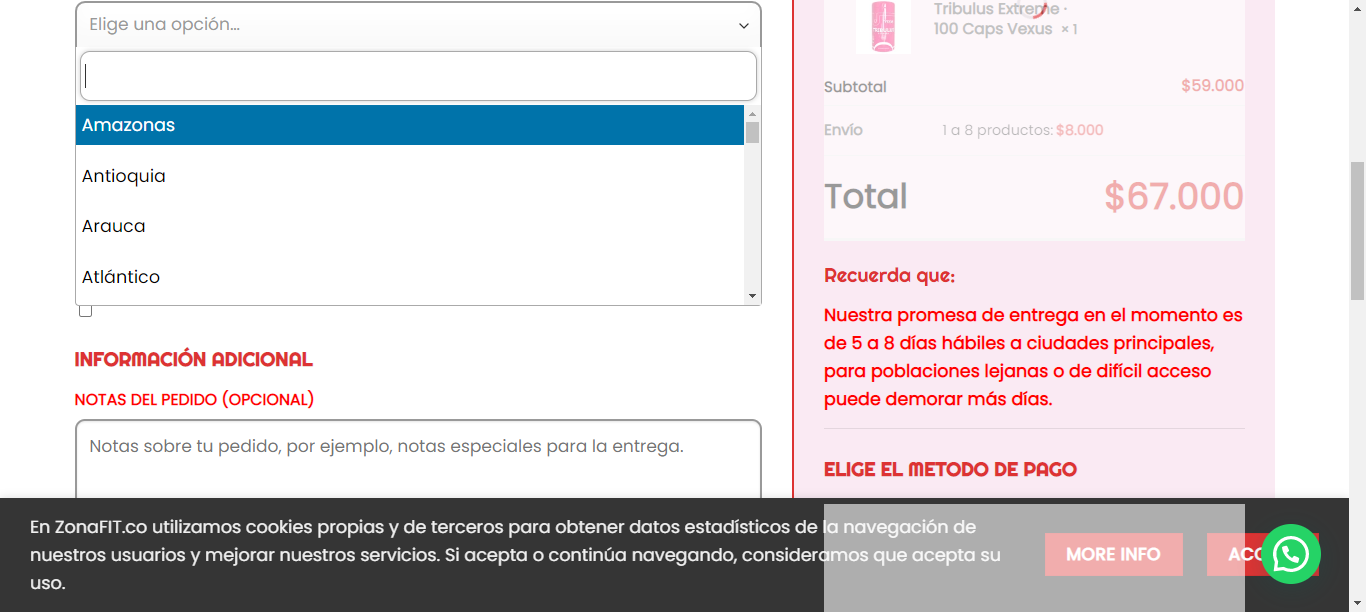 Elige una opción...
Amazonas
Antioquia
Arauca
Atlántico
INFORMACIÓN ADICIONAL
NOTAS DEL PEDIDO (OPCIONAL)
Notas sobre tu pedido, por ejemplo, notas especiales para la entrega.
Tribulus Extreme ·
100 Caps Vexus × 1
Subtotal $59.000
Envío 1 a 8 productos: $8.000
Total $67.000
Recuerda que:
Nuestra promesa de entrega en el momento es
de 5 a 8 días hábiles a ciudades principales,
para poblaciones lejanas o de difícil acceso
puede demorar más días.
ELIGE EL METODO DE PAGO
En ZonaFIT.co utilizamos cookies propias y de terceros para obtener datos estadísticos de la navegación de
nuestros usuarios y mejorar nuestros servicios. Si acepta o continúa navegando, consideramos que acepta su
uso.
MORE INFO